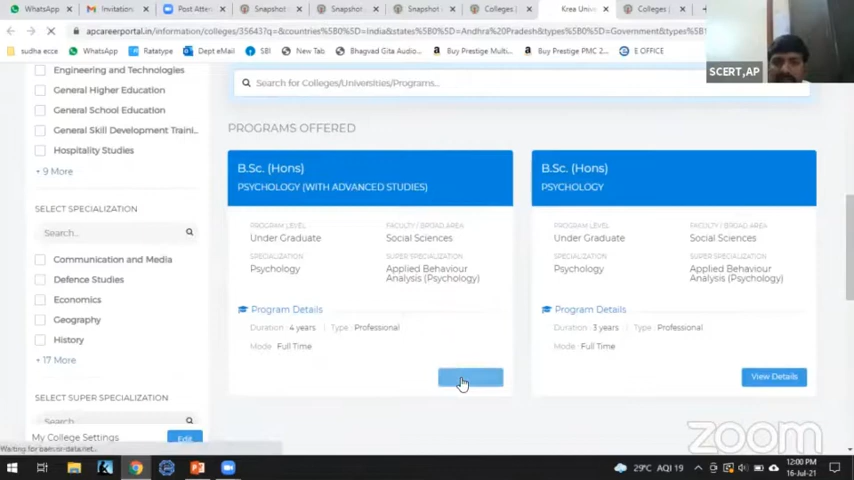 WhatsApp
Invitation:
Post Atten
Snapshot
Snapshot
Snapshot
Colleges |
Krea Unive
Colleges |
apcareerportal.in/information/colleges/35643?q=&countries%5B0%5D=India&states%5B0%5D=Andhra%20Pradesh&types%5B0%5D=Government&types%5B1
sudha ecce
WhatsApp
Ratatype
Dept eMail
SBI
New Tab
Bhagvad Gita Audio...
Buy Prestige Multi...
Buy Prestige PMC 2...
E OFFICE
SCERT,AP
Engineering and Technologies
General Higher Education
General School Education
General Skill Development Traini..
Hospitality Studies
+ 9 More
SELECT SPECIALIZATION
Search...
Communication and Media
Defence Studies
Economics
Geography
History
+ 17 More
SELECT SUPER SPECIALIZATION
Search
My College Settings
Edit
Search for Colleges/Universities/Programs...
PROGRAMS OFFERED
B.Sc. (Hons)
PSYCHOLOGY (WITH ADVANCED STUDIES)
PROGRAM LEVEL
Under Graduate
FACULTY / BROAD AREA
Social Sciences
SPECIALIZATION
Psychology
SUPER SPECIALIZATION
Applied Behaviour
Analysis (Psychology)
Program Details
Duration : 4 years | Type : Professional
Mode : Full Time
B.Sc. (Hons)
PSYCHOLOGY
PROGRAM LEVEL
Under Graduate
FACULTY / BROAD AREA
Social Sciences
SPECIALIZATION
Psychology
SUPER SPECIALIZATION
Applied Behaviour
Analysis (Psychology)
Program Details
Duration : 3 years | Type : Professional
Mode : Full Time
View Details
zoom
29°C AQI 19
12:00 PM
16-Jul-21